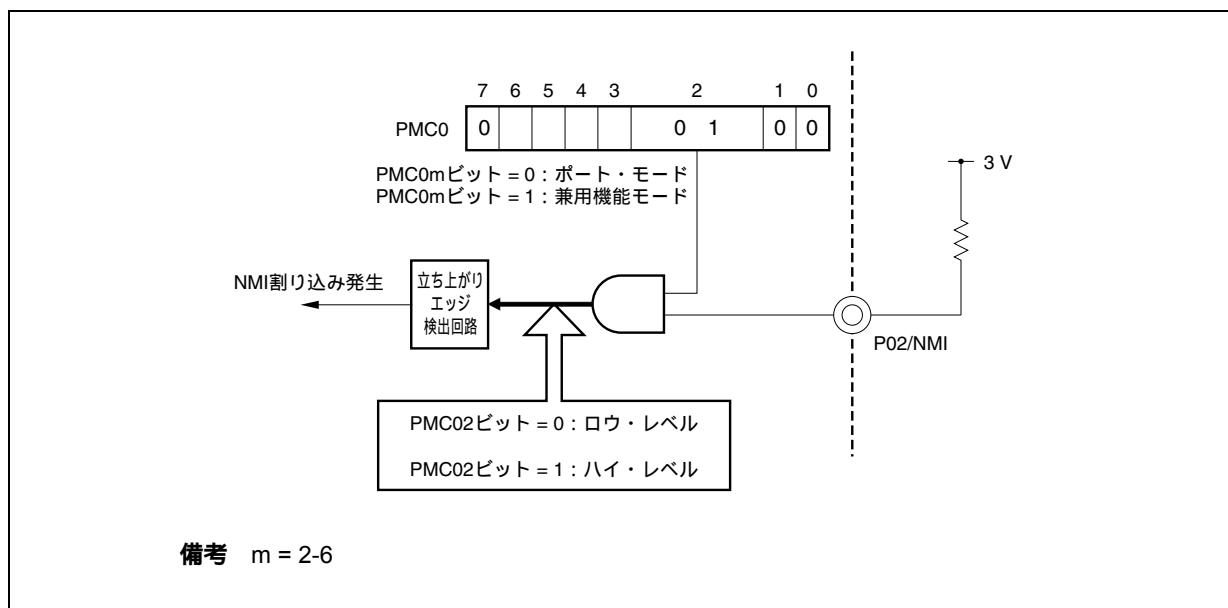 7 6 5 4 3 2 1 0
PMC0 0 0 1 0 0
PMC0mビット = 0 : ポート・モード
PMC0mビット = 1 : 兼用機能モード
3 V
NMI割り込み発生
立ち上がり
エッジ
検出回路
P02/NMI
PMC02ビット = 0 : ロウ・レベル
PMC02ビット = 1 : ハイ・レベル
備考 m = 2-6